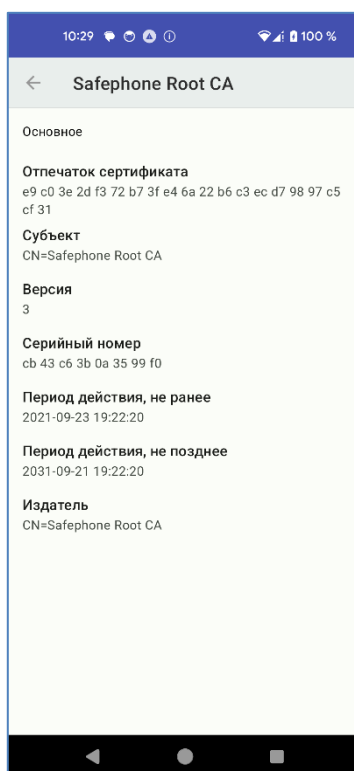 10:29 100 %
Safephone Root CA
Основное
Отпечаток сертификата
e9 c0 3e 2d f3 72 b7 3f e4 6a 22 b6 c3 ec d7 98 97 c5
cf 31
Субъект
CN=Safephone Root CA
Версия
3
Серийный номер
cb 43 c6 3b 0a 35 99 f0
Период действия, не ранее
2021-09-23 19:22:20
Период действия, не позднее
2031-09-21 19:22:20
Издатель
CN=Safephone Root CA